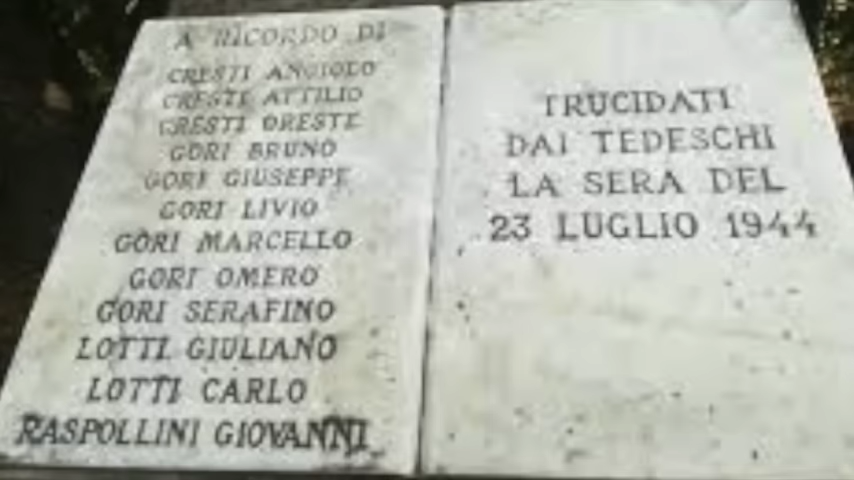 A RICORDO DI
CRESTI ANGIOLO
CRESTI ATTILIO
CRESTI ORESTE
GORI BRUNO
GORI GIUSEPPE
GORI LIVIO
GORI MARCELLO
GORI OMERO
GORI SERAFINO
LOTTI GIULIANO
LOTTI CARLO
RASPOLLINI GIOVANNI
TRUCIDATI
DAI TEDESCHI
LA SERA DEL
23 LUGLIO 1944